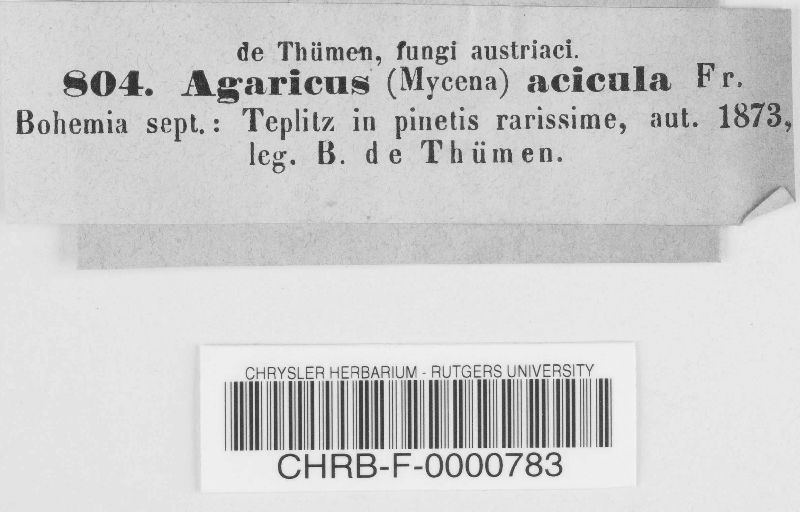 de Thümen, fungi austriaci.
804. Agaricus (Mycena) acicula Fr.
Bohemia sept.: Teplitz in pinetis rarissime, aut. 1873,
leg. B. de Thümen.
CHRYSLER HERBARIUM - RUTGERS UNIVERSITY
CHRB-F-0000783